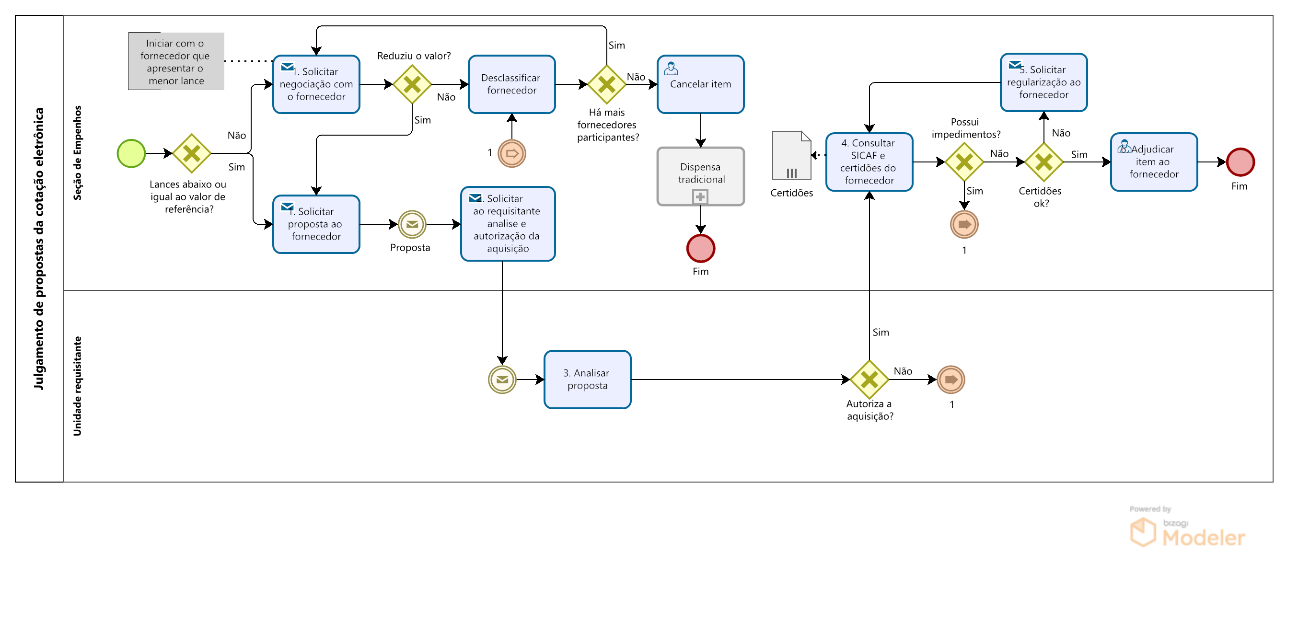 Julgamento de propostas da cotação eletrônica
Seção de Empenhos
Iniciar com o
fornecedor que
apresentar o
menor lance
Lances abaixo ou
igual ao valor de
referência?
Não
Sim
1. Solicitar
negociação com
o fornecedor
Reduziu o valor?
Não
Sim
Desclassificar
fornecedor
1
Há mais
fornecedores
participantes?
Sim
Não
Cancelar item
Dispensa
tradicional
Fim
1. Solicitar
proposta ao
fornecedor
Proposta
. Solicitar
ao requisitante
analise e
autorização da
aquisição
Certidões
4. Consultar
SICAF e
certidões do
fornecedor
Possui
impedimentos?
Não
Sim
1
5. Solicitar
regularização ao
fornecedor
Não
Certidões
ok?
Sim
Adjudicar
item ao
fornecedor
Fim
Unidade requisitante
3. Analisar
proposta
Sim
Autoriza a
aquisição?
Não
1
Powered by
bizagi
Modeler